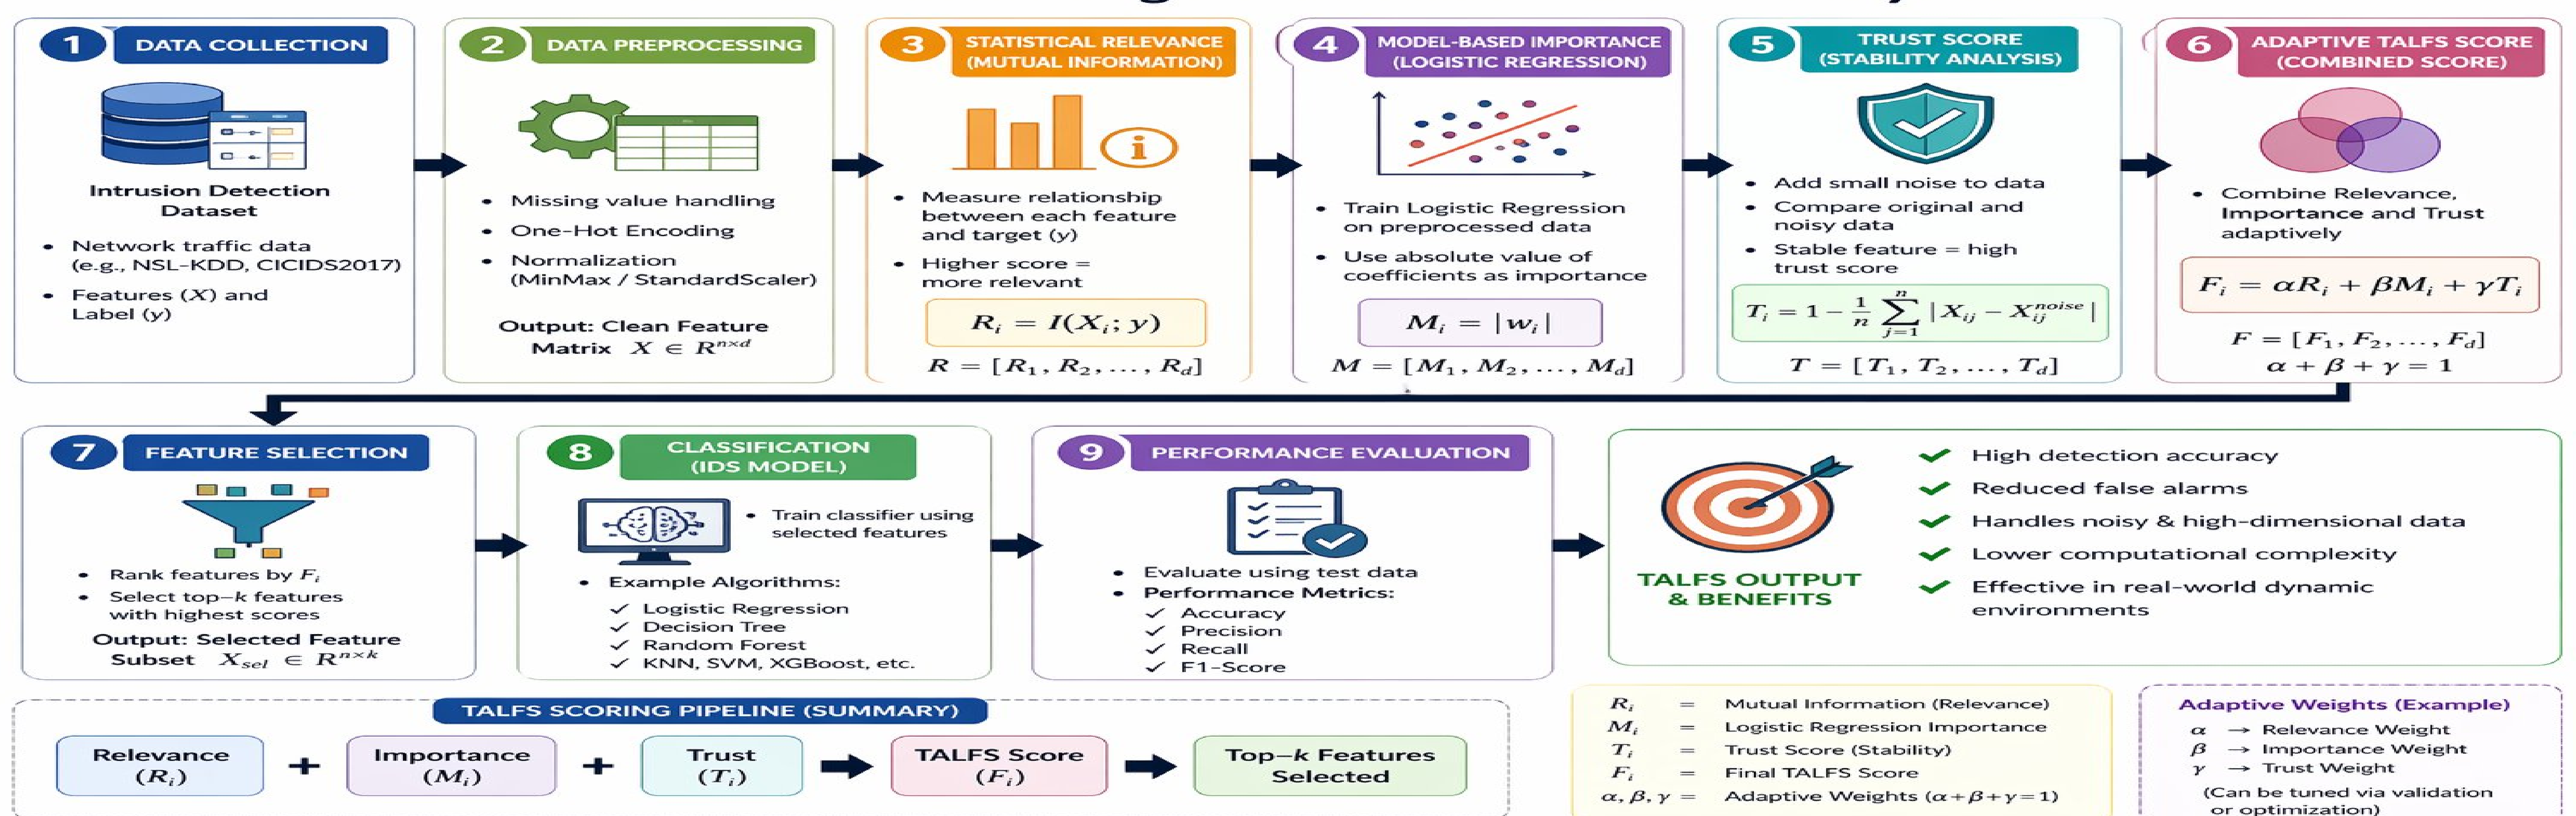 1 DATA COLLECTION
Intrusion Detection
Dataset
• Network traffic data
(e.g., NSL-KDD, CICIDS2017)
• Features (X) and
Label (y)
2 DATA PREPROCESSING
• Missing value handling
• One-Hot Encoding
• Normalization
(MinMax / StandardScaler)
Output: Clean Feature
Matrix X ∈ R^{n×d}
3 STATISTICAL RELEVANCE
(MUTUAL INFORMATION)
i
• Measure relationship
between each feature
and target (y)
• Higher score =
more relevant
R_i = I(X_i; y)
R = [R_1, R_2, ..., R_d]
4 MODEL-BASED IMPORTANCE
(LOGISTIC REGRESSION)
• Train Logistic Regression
on preprocessed data
• Use absolute value of
coefficients as importance
M_i = |w_i|
M = [M_1, M_2, ..., M_d]
5 TRUST SCORE
(STABILITY ANALYSIS)
• Add small noise to data
• Compare original and
noisy data
• Stable feature = high
trust score
T_i = 1 − \frac{1}{n} \sum_{j=1}^{n} |X_{ij} − X_{ij}^{noise}|
T = [T_1, T_2, ..., T_d]
6 ADAPTIVE TALFS SCORE
(COMBINED SCORE)
• Combine Relevance,
Importance and Trust
adaptively
F_i = αR_i + βM_i + γT_i
F = [F_1, F_2, ..., F_d]
α + β + γ = 1
7 FEATURE SELECTION
• Rank features by F_i
• Select top–k features
with highest scores
Output: Selected Feature
Subset X_{sel} ∈ R^{n×k}
8 CLASSIFICATION
(IDS MODEL)
• Train classifier using
selected features
• Example Algorithms:
✓ Logistic Regression
✓ Decision Tree
✓ Random Forest
✓ KNN, SVM, XGBoost, etc.
9 PERFORMANCE EVALUATION
• Evaluate using test data
• Performance Metrics:
✓ Accuracy
✓ Precision
✓ Recall
✓ F1-Score
TALFS OUTPUT
& BENEFITS
✓ High detection accuracy
✓ Reduced false alarms
✓ Handles noisy & high-dimensional data
✓ Lower computational complexity
✓ Effective in real-world dynamic
environments
TALFS SCORING PIPELINE (SUMMARY)
Relevance
(R_i)
+
Importance
(M_i)
+
Trust
(T_i)
TALFS Score
(F_i)
Top–k Features
Selected
R_i = Mutual Information (Relevance)
M_i = Logistic Regression Importance
T_i = Trust Score (Stability)
F_i = Final TALFS Score
α, β, γ = Adaptive Weights (α+β+γ=1)
Adaptive Weights (Example)
α → Relevance Weight
β → Importance Weight
γ → Trust Weight
(Can be tuned via validation
or optimization)